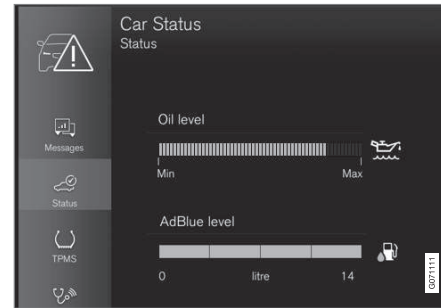 Car Status
Status
Messages
Status
TPMS
Oil level
Min Max
AdBlue level
0 litre 14
G071111